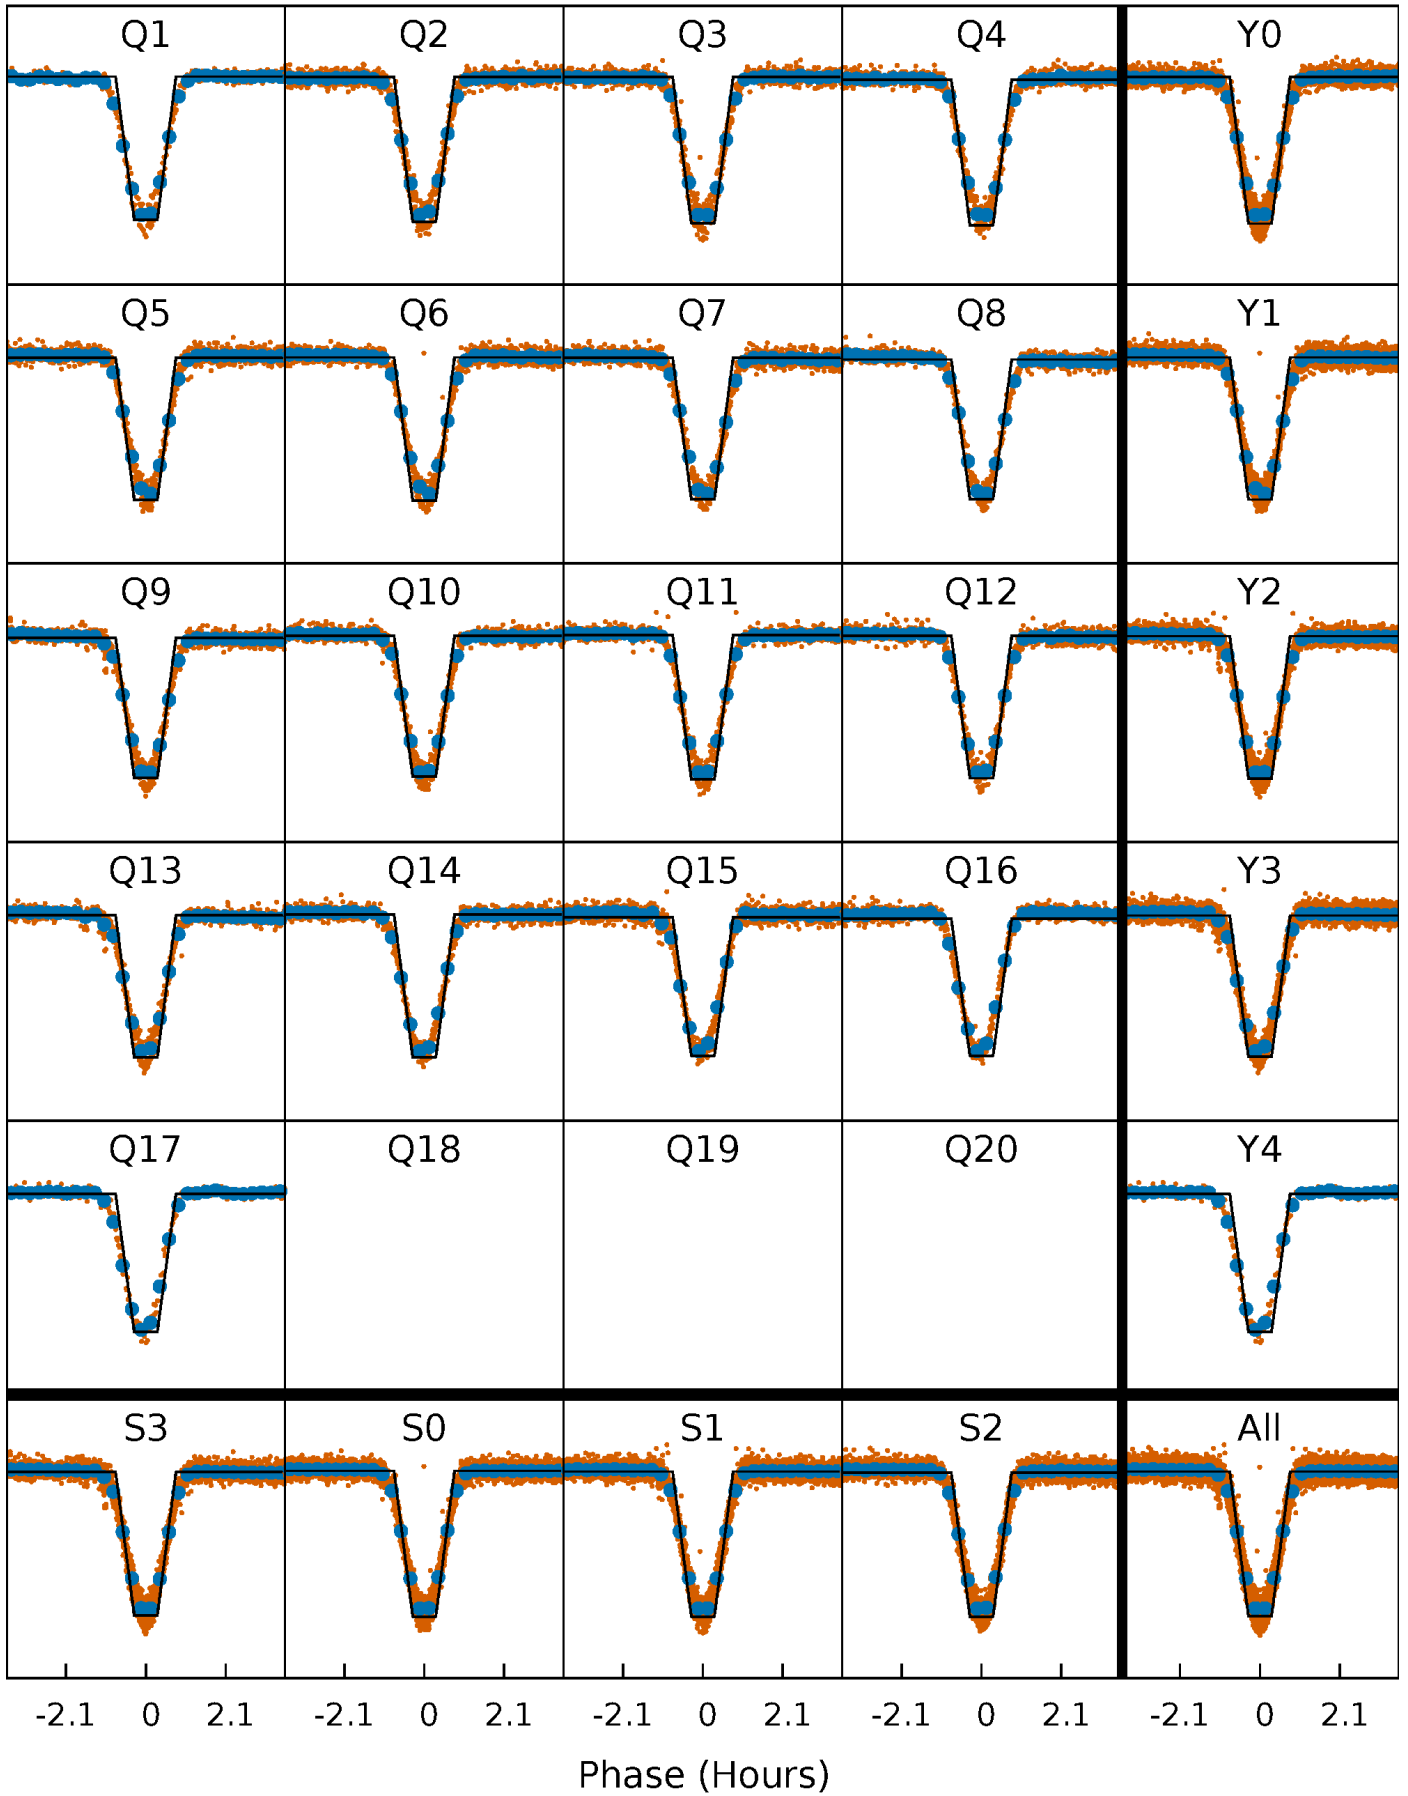 Q1 Q2 Q3 Q4 Y0
Q5 Q6 Q7 Q8 Y1
Q9 Q10 Q11 Q12 Y2
Q13 Q14 Q15 Q16 Y3
Q17 Q18 Q19 Q20 Y4
S3 S0 S1 S2 All
-2.1 0 2.1 -2.1 0 2.1 -2.1 0 2.1 -2.1 0 2.1 -2.1 0 2.1
Phase (Hours)